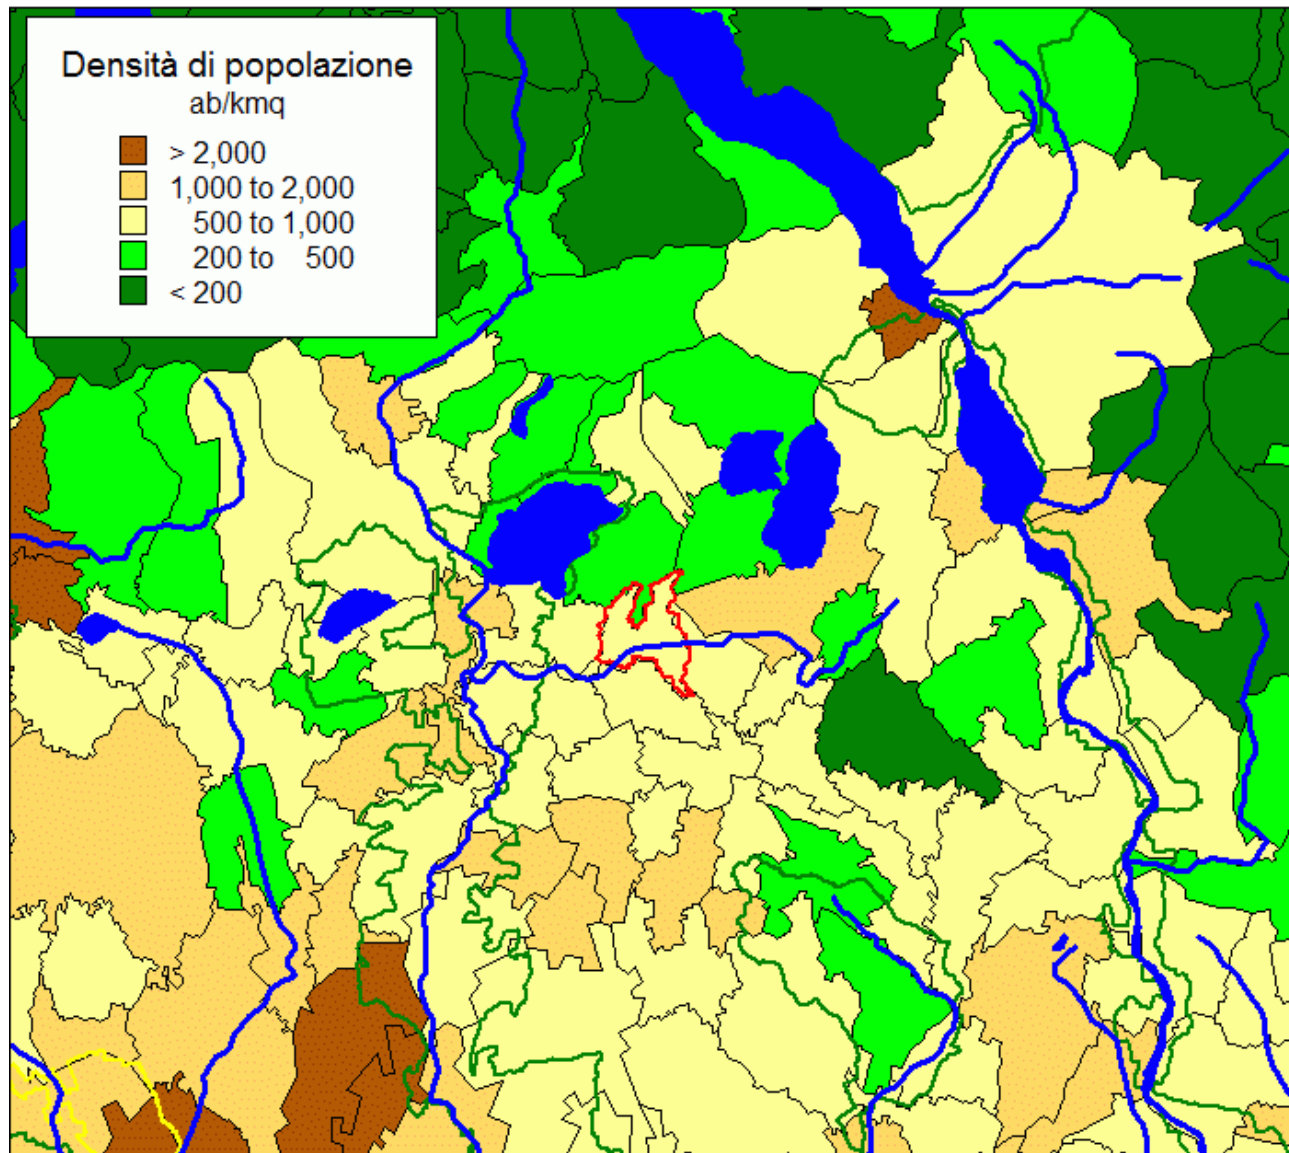 Densità di popolazione
ab/kmq
> 2,000
1,000 to 2,000
500 to 1,000
200 to 500
< 200